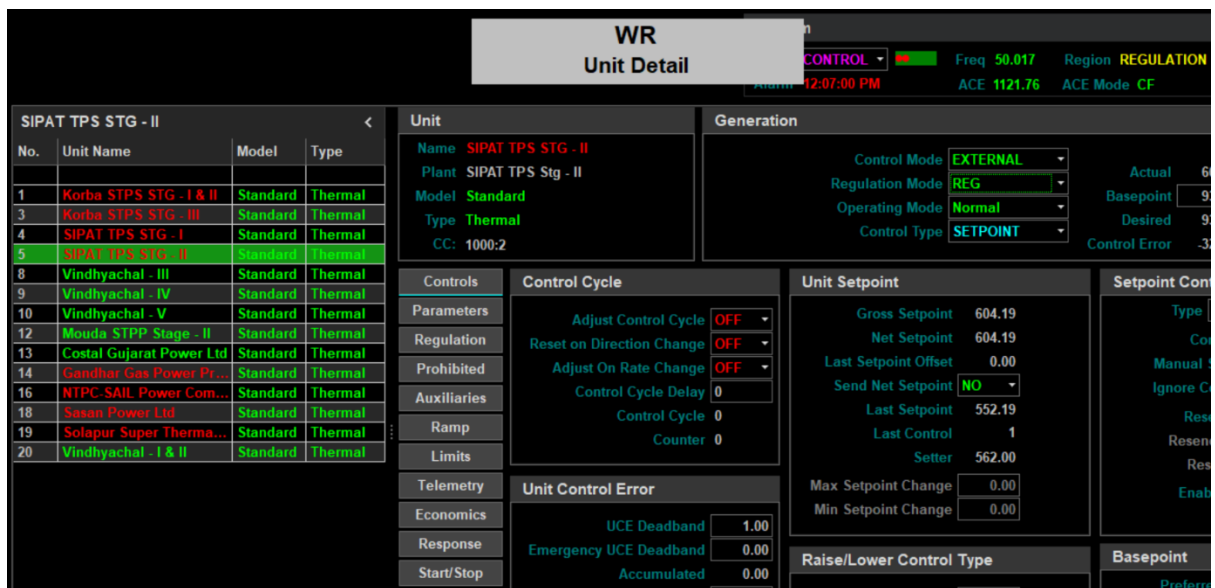 WR
Unit Detail
CONTROL
Freq 50.017
Region REGULATION
Alarm 12:07:00 PM
ACE 1121.76
ACE Mode CF
SIPAT TPS STG - II
No. Unit Name Model Type
1 Korba STPS STG - I & II Standard Thermal
3 Korba STPS STG - III Standard Thermal
4 SIPAT TPS STG - I Standard Thermal
5 SIPAT TPS STG - II Standard Thermal
8 Vindhyachal - III Standard Thermal
9 Vindhyachal - IV Standard Thermal
10 Vindhyachal - V Standard Thermal
12 Mouda STPP Stage - II Standard Thermal
13 Costal Gujarat Power Ltd Standard Thermal
14 Gandhar Gas Power Pr... Standard Thermal
16 NTPC-SAIL Power Com... Standard Thermal
18 Sasan Power Ltd Standard Thermal
19 Solapur Super Therma... Standard Thermal
20 Vindhyachal - I & II Standard Thermal
Unit
Name SIPAT TPS STG - II
Plant SIPAT TPS Stg - II
Model Standard
Type Thermal
CC: 1000:2
Generation
Control Mode EXTERNAL
Regulation Mode REG
Operating Mode Normal
Control Type SETPOINT
Actual
Basepoint
Desired
Control Error
Controls
Parameters
Regulation
Prohibited
Auxiliaries
Ramp
Limits
Telemetry
Economics
Response
Start/Stop
Control Cycle
Adjust Control Cycle OFF
Reset on Direction Change OFF
Adjust On Rate Change OFF
Control Cycle Delay 0
Control Cycle 0
Counter 0
Unit Control Error
UCE Deadband 1.00
Emergency UCE Deadband 0.00
Accumulated 0.00
Unit Setpoint
Gross Setpoint 604.19
Net Setpoint 604.19
Last Setpoint Offset 0.00
Send Net Setpoint NO
Last Setpoint 552.19
Last Control 1
Setter 562.00
Max Setpoint Change 0.00
Min Setpoint Change 0.00
Raise/Lower Control Type
Setpoint Cont
Type
Manual
Basepoint